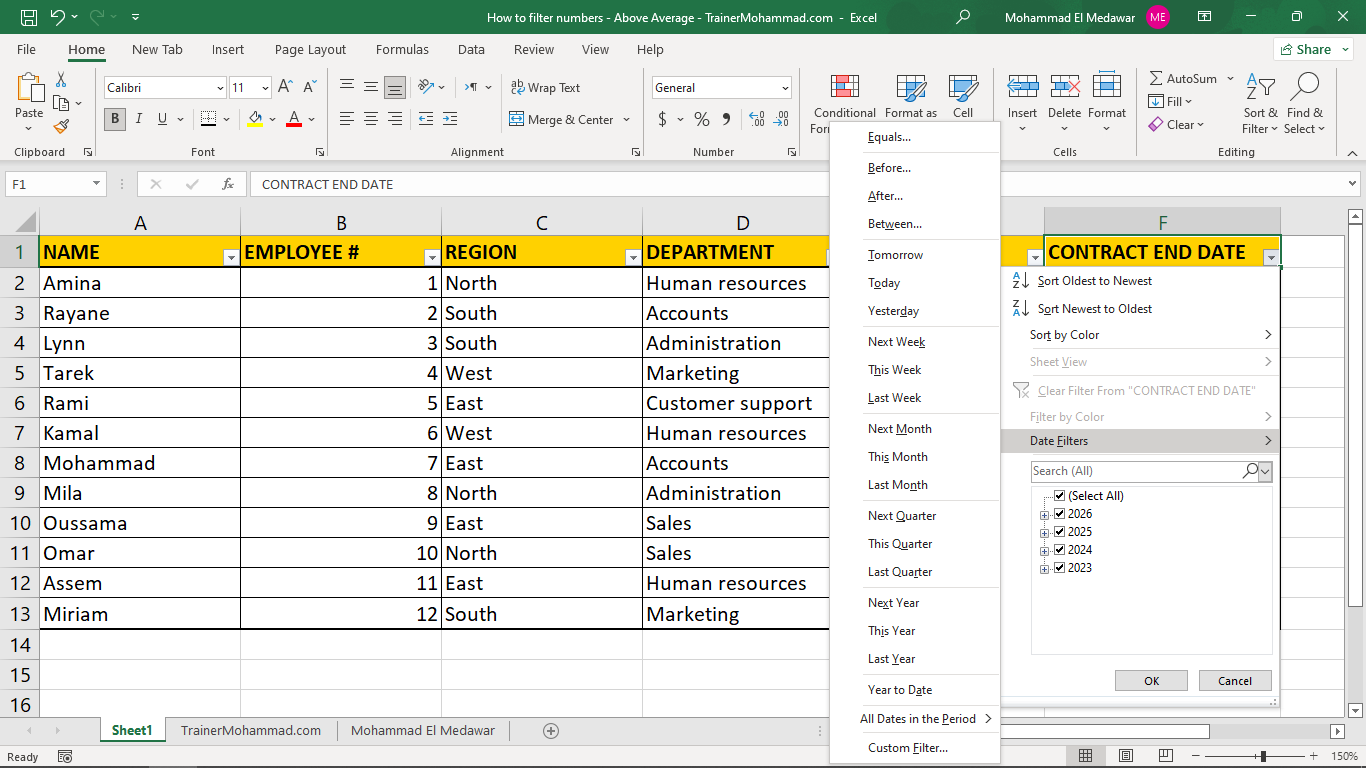 How to filter numbers - Above Average - TrainerMohammad.com - Excel
Mohammad El Medawar
ME
File Home New Tab Insert Page Layout Formulas Data Review View Help
Share
Paste
Clipboard
Calibri 11
B I U
Font
Wrap Text
Merge & Center
Alignment
General
$ % 9
Number
Conditional
Format as
Cell
Insert Delete Format
Cells
AutoSum
Fill
Clear
Sort &
Filter
Find &
Select
Editing
F1
fx
CONTRACT END DATE
A B C D F
1 NAME EMPLOYEE # REGION DEPARTMENT CONTRACT END DATE
2 Amina 1 North Human resources
3 Rayane 2 South Accounts
4 Lynn 3 South Administration
5 Tarek 4 West Marketing
6 Rami 5 East Customer support
7 Kamal 6 West Human resources
8 Mohammad 7 East Accounts
9 Mila 8 North Administration
10 Oussama 9 East Sales
11 Omar 10 North Sales
12 Assem 11 East Human resources
13 Miriam 12 South Marketing
14
15
16
Equals...
Before...
After...
Between...
Tomorrow
Today
Yesterday
Next Week
This Week
Last Week
Next Month
This Month
Last Month
Next Quarter
This Quarter
Last Quarter
Next Year
This Year
Last Year
Year to Date
All Dates in the Period
Custom Filter...
Sort Oldest to Newest
Sort Newest to Oldest
Sort by Color
Sheet View
Clear Filter From "CONTRACT END DATE"
Filter by Color
Date Filters
Search (All)
(Select All)
2026
2025
2024
2023
OK Cancel
Sheet1 TrainerMohammad.com Mohammad El Medawar
Ready
150%